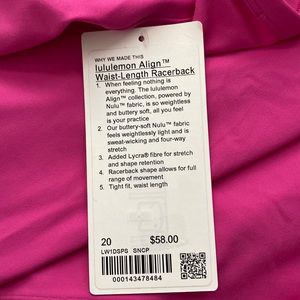 WHY WE MADE THIS
lululemon Align™
Waist-Length Racerback
1. When feeling nothing is
everything. The lululemon
Align™ collection, powered by
Nulu™ fabric, is so weightless
and buttery soft, all you feel
is your practice
2. Our buttery-soft Nulu™ fabric
feels weightlessly light and is
sweat-wicking and four-way
stretch
3. Added Lycra® fibre for stretch
and shape retention
4. Racerback shape allows for full
range of movement
5. Tight fit, waist length
20 $58.00
LW1DSPS SNCP
000143478484